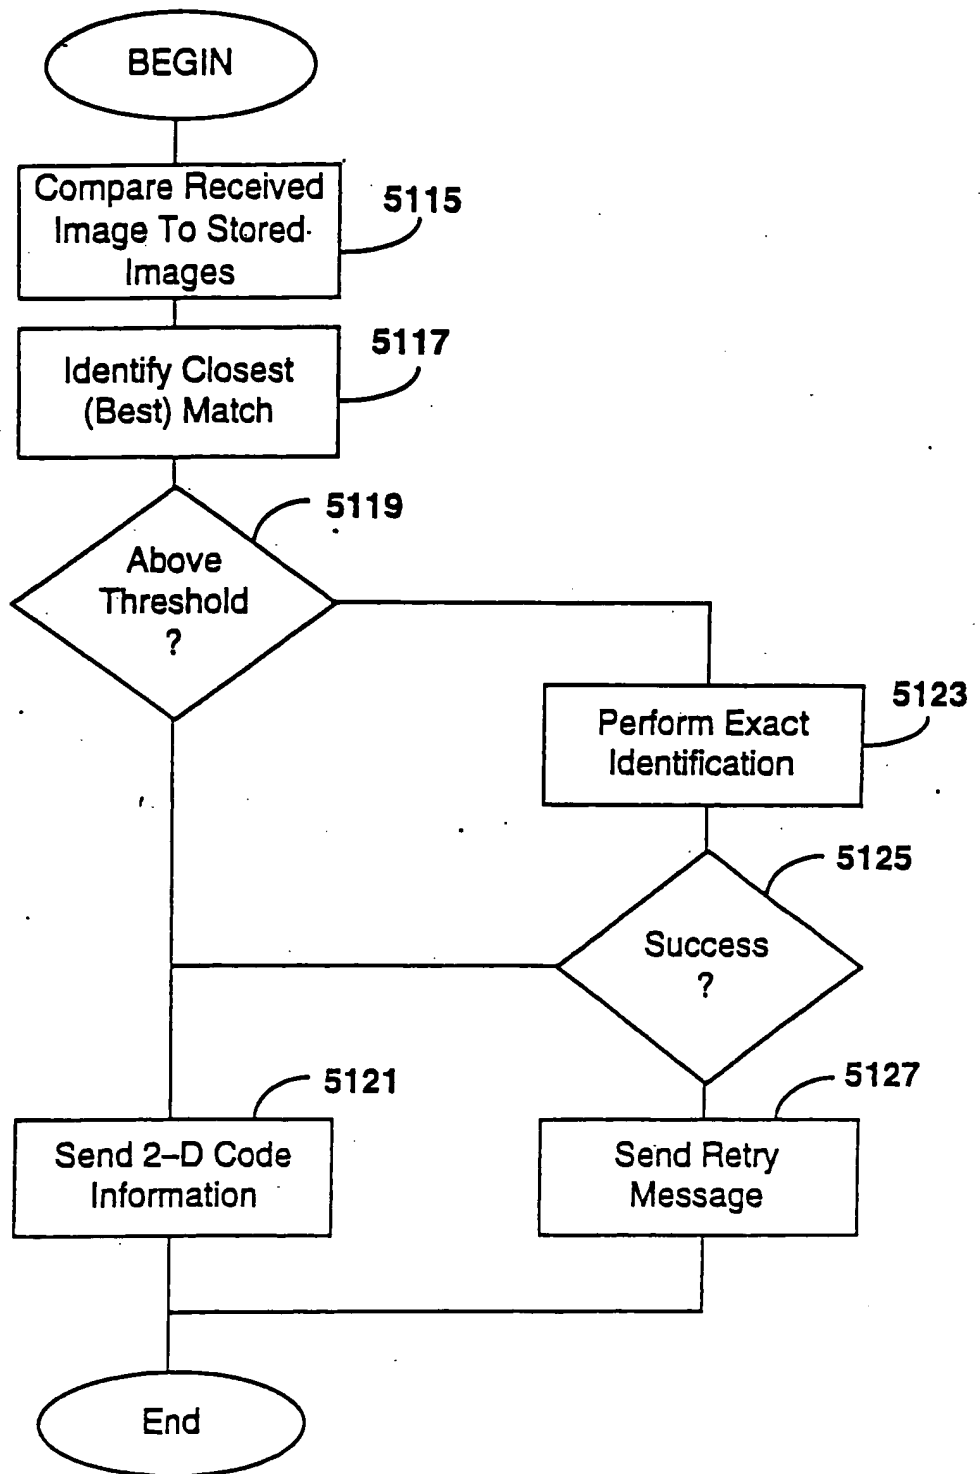 BEGIN
Compare Received
Image To Stored
Images
5115
Identify Closest
(Best) Match
5117
Above
Threshold
?
5119
Perform Exact
Identification
5123
Success
?
5125
Send 2-D Code
Information
5121
Send Retry
Message
5127
End